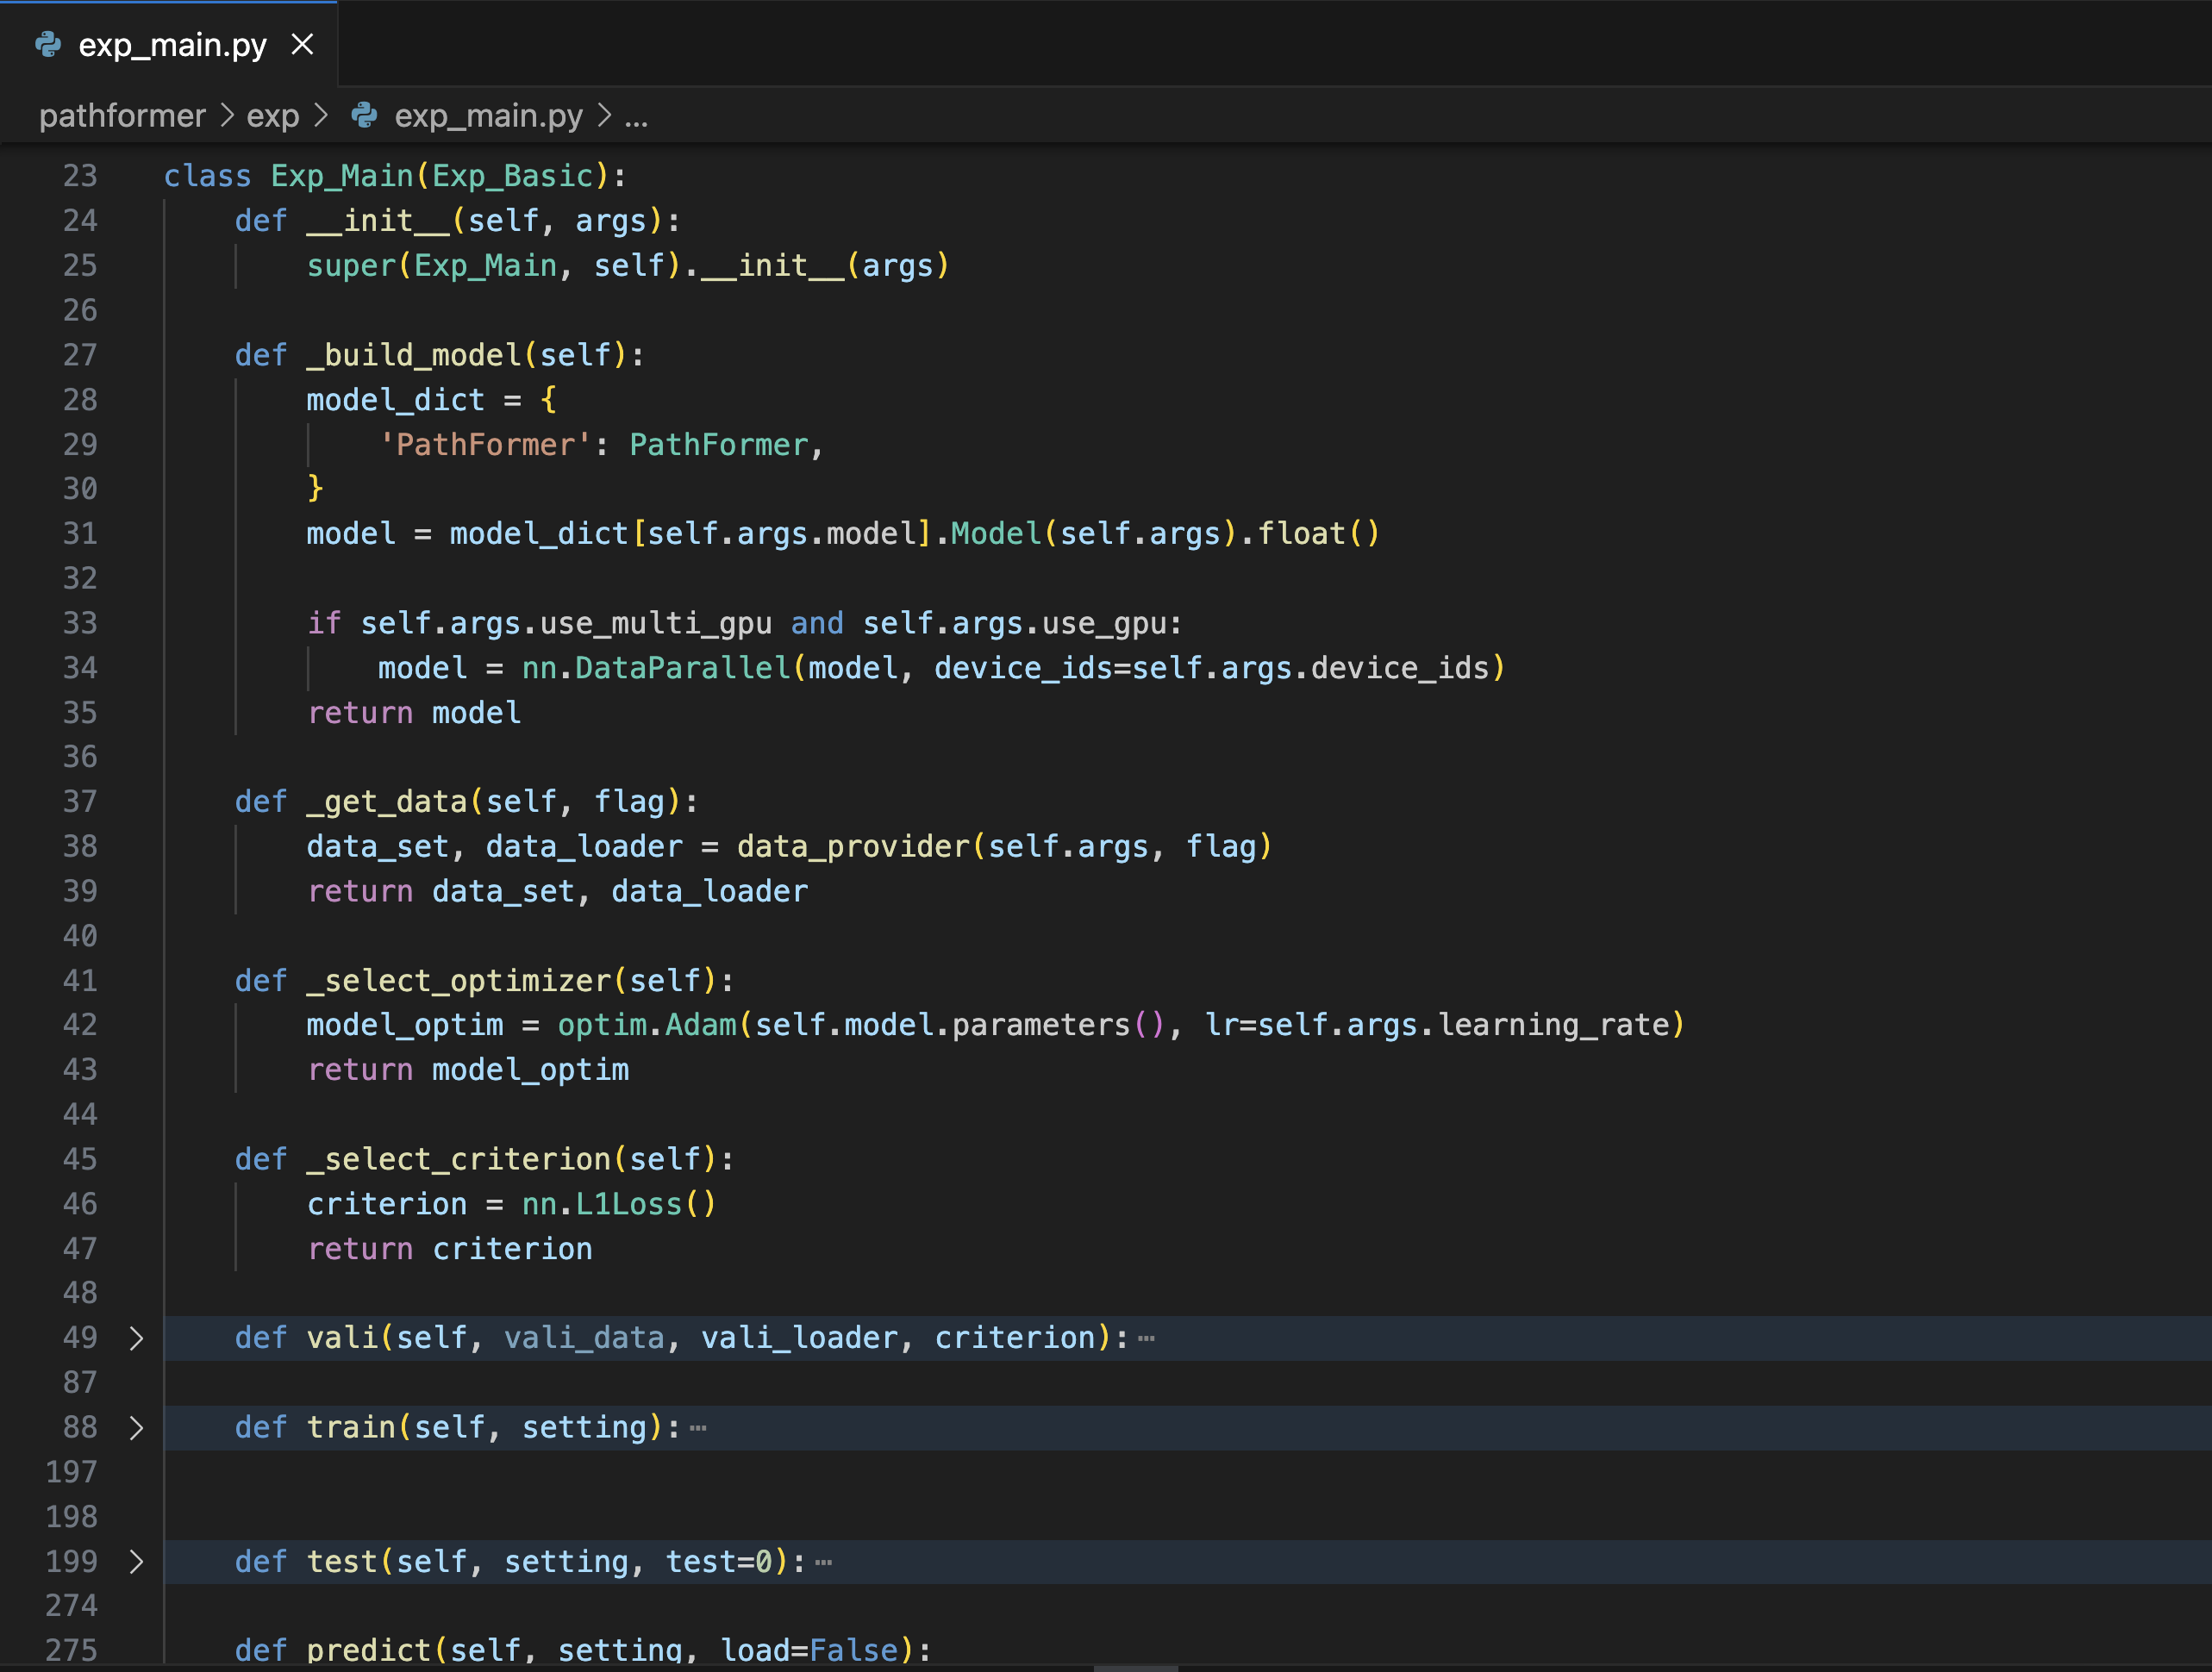 exp_main.py
pathformer > exp > exp_main.py > ...
23 class Exp_Main(Exp_Basic):
24     def __init__(self, args):
25         super(Exp_Main, self).__init__(args)
26
27     def _build_model(self):
28         model_dict = {
29             'PathFormer': PathFormer,
30         }
31         model = model_dict[self.args.model].Model(self.args).float()
32
33         if self.args.use_multi_gpu and self.args.use_gpu:
34             model = nn.DataParallel(model, device_ids=self.args.device_ids)
35         return model
36
37     def _get_data(self, flag):
38         data_set, data_loader = data_provider(self.args, flag)
39         return data_set, data_loader
40
41     def _select_optimizer(self):
42         model_optim = optim.Adam(self.model.parameters(), lr=self.args.learning_rate)
43         return model_optim
44
45     def _select_criterion(self):
46         criterion = nn.L1Loss()
47         return criterion
48
49 >   def vali(self, vali_data, vali_loader, criterion):…
87
88 >   def train(self, setting):…
197
198
199 >   def test(self, setting, test=0):…
274
275     def predict(self, setting, load=False):